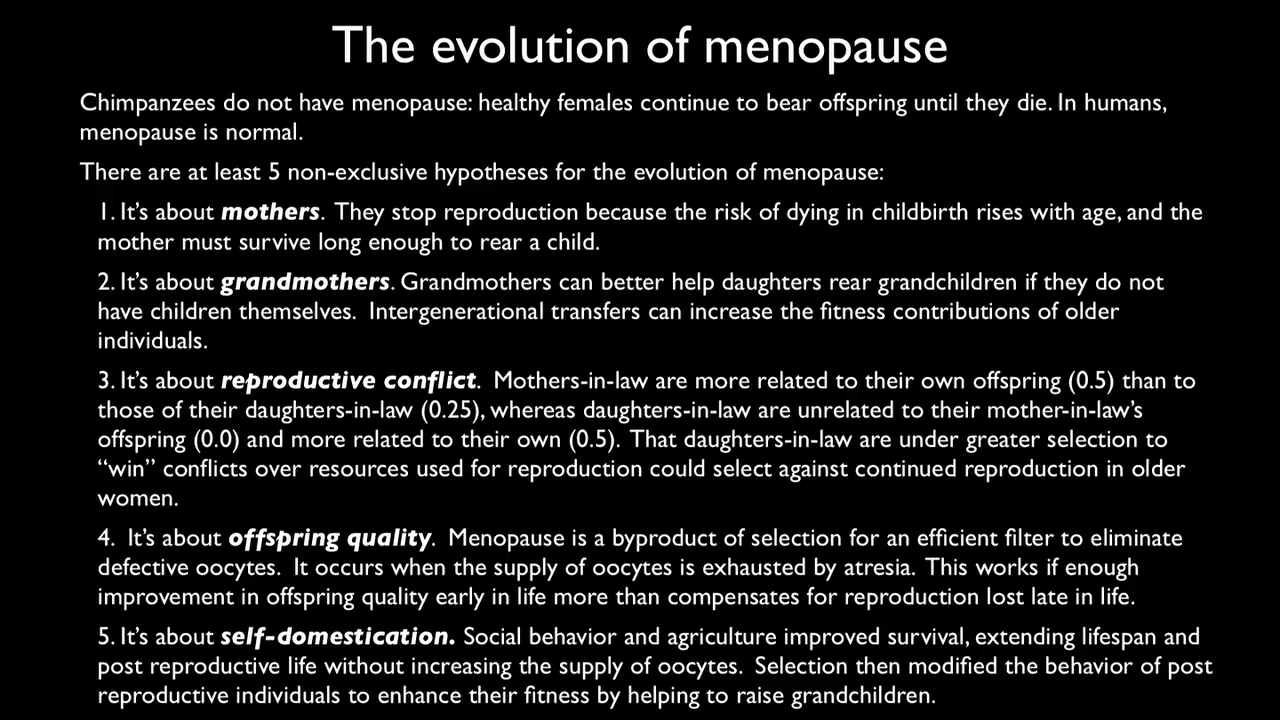 The evolution of menopause
Chimpanzees do not have menopause: healthy females continue to bear offspring until they die. In humans,
menopause is normal.
There are at least 5 non-exclusive hypotheses for the evolution of menopause:
1. It's about mothers. They stop reproduction because the risk of dying in childbirth rises with age, and the
mother must survive long enough to rear a child.
2. It's about grandmothers. Grandmothers can better help daughters rear grandchildren if they do not
have children themselves. Intergenerational transfers can increase the fitness contributions of older
individuals.
3. It's about reproductive conflict. Mothers-in-law are more related to their own offspring (0.5) than to
those of their daughters-in-law (0.25), whereas daughters-in-law are unrelated to their mother-in-law's
offspring (0.0) and more related to their own (0.5). That daughters-in-law are under greater selection to
“win” conflicts over resources used for reproduction could select against continued reproduction in older
women.
4. It's about offspring quality. Menopause is a byproduct of selection for an efficient filter to eliminate
defective oocytes. It occurs when the supply of oocytes is exhausted by atresia. This works if enough
improvement in offspring quality early in life more than compensates for reproduction lost late in life.
5. It's about self-domestication. Social behavior and agriculture improved survival, extending lifespan and
post reproductive life without increasing the supply of oocytes. Selection then modified the behavior of post
reproductive individuals to enhance their fitness by helping to raise grandchildren.